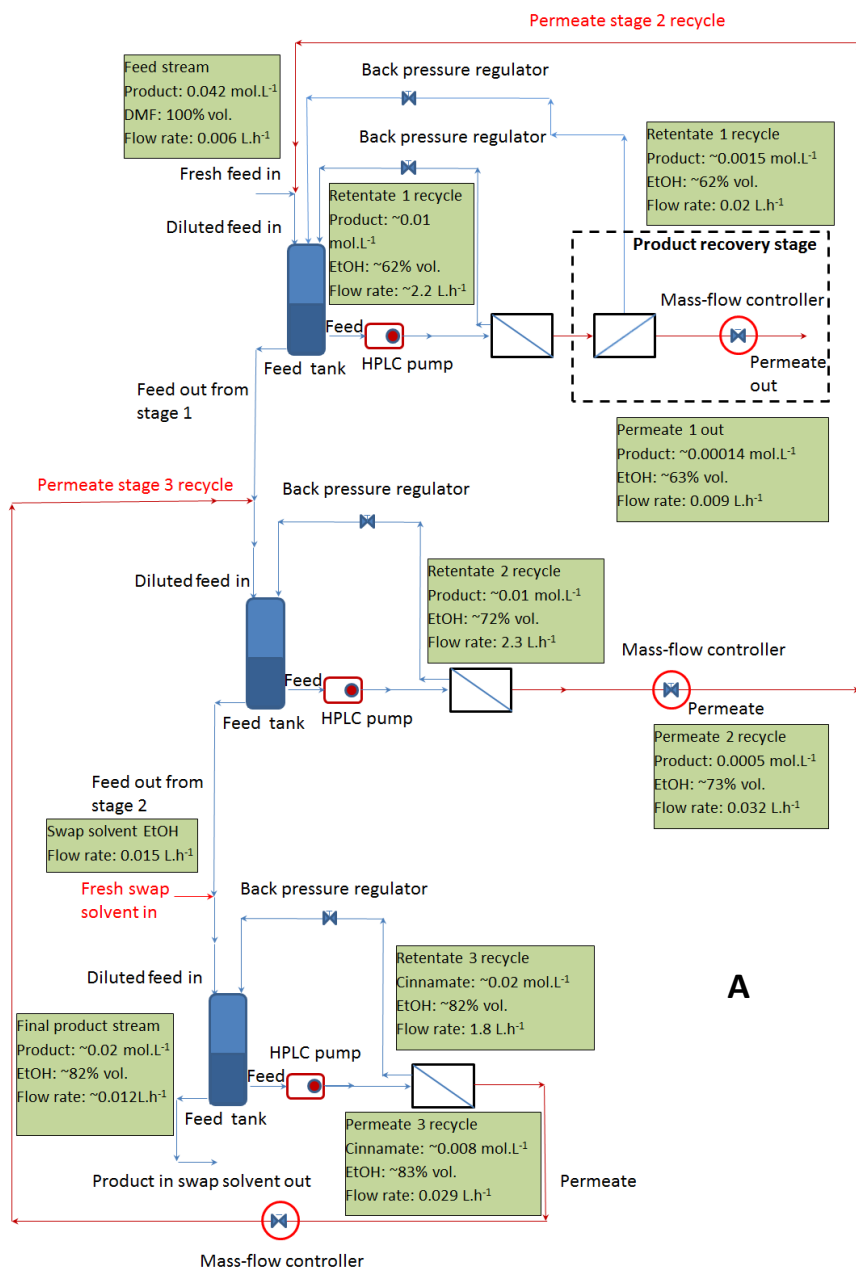 Permeate stage 2 recycle
Feed stream
Product: 0.042 mol.L-1
DMF: 100% vol.
Flow rate: 0.006 L.h-1
Back pressure regulator
Back pressure regulator
Retentate 1 recycle
Product: ~0.0015 mol.L-1
EtOH: ~62% vol.
Flow rate: 0.02 L.h-1
Fresh feed in
Diluted feed in
Retentate 1 recycle
Product: ~0.01
mol.L-1
EtOH: ~62% vol.
Flow rate: ~2.2 L.h-1
Product recovery stage
Mass-flow controller
Feed
HPLC pump
Feed tank
Permeate
out
Feed out from
stage 1
Permeate 1 out
Product: ~0.00014 mol.L-1
EtOH: ~63% vol.
Flow rate: 0.009 L.h-1
Permeate stage 3 recycle
Back pressure regulator
Diluted feed in
Retentate 2 recycle
Product: ~0.01 mol.L-1
EtOH: ~72% vol.
Flow rate: 2.3 L.h-1
Mass-flow controller
Feed
HPLC pump
Feed tank
Permeate
Permeate 2 recycle
Product: 0.0005 mol.L-1
EtOH: ~73% vol.
Flow rate: 0.032 L.h-1
Feed out from
stage 2
Swap solvent EtOH
Flow rate: 0.015 L.h-1
Fresh swap
solvent in
Back pressure regulator
Diluted feed in
Retentate 3 recycle
Cinnamate: ~0.02 mol.L-1
EtOH: ~82% vol.
Flow rate: 1.8 L.h-1
A
Final product stream
Product: ~0.02 mol.L-1
EtOH: ~82% vol.
Flow rate: ~0.012L.h-1
HPLC pump
Feed
Feed tank
Permeate 3 recycle
Cinnamate: ~0.008 mol.L-1
EtOH: ~83% vol.
Flow rate: 0.029 L.h-1
Product in swap solvent out
Permeate
Mass-flow controller